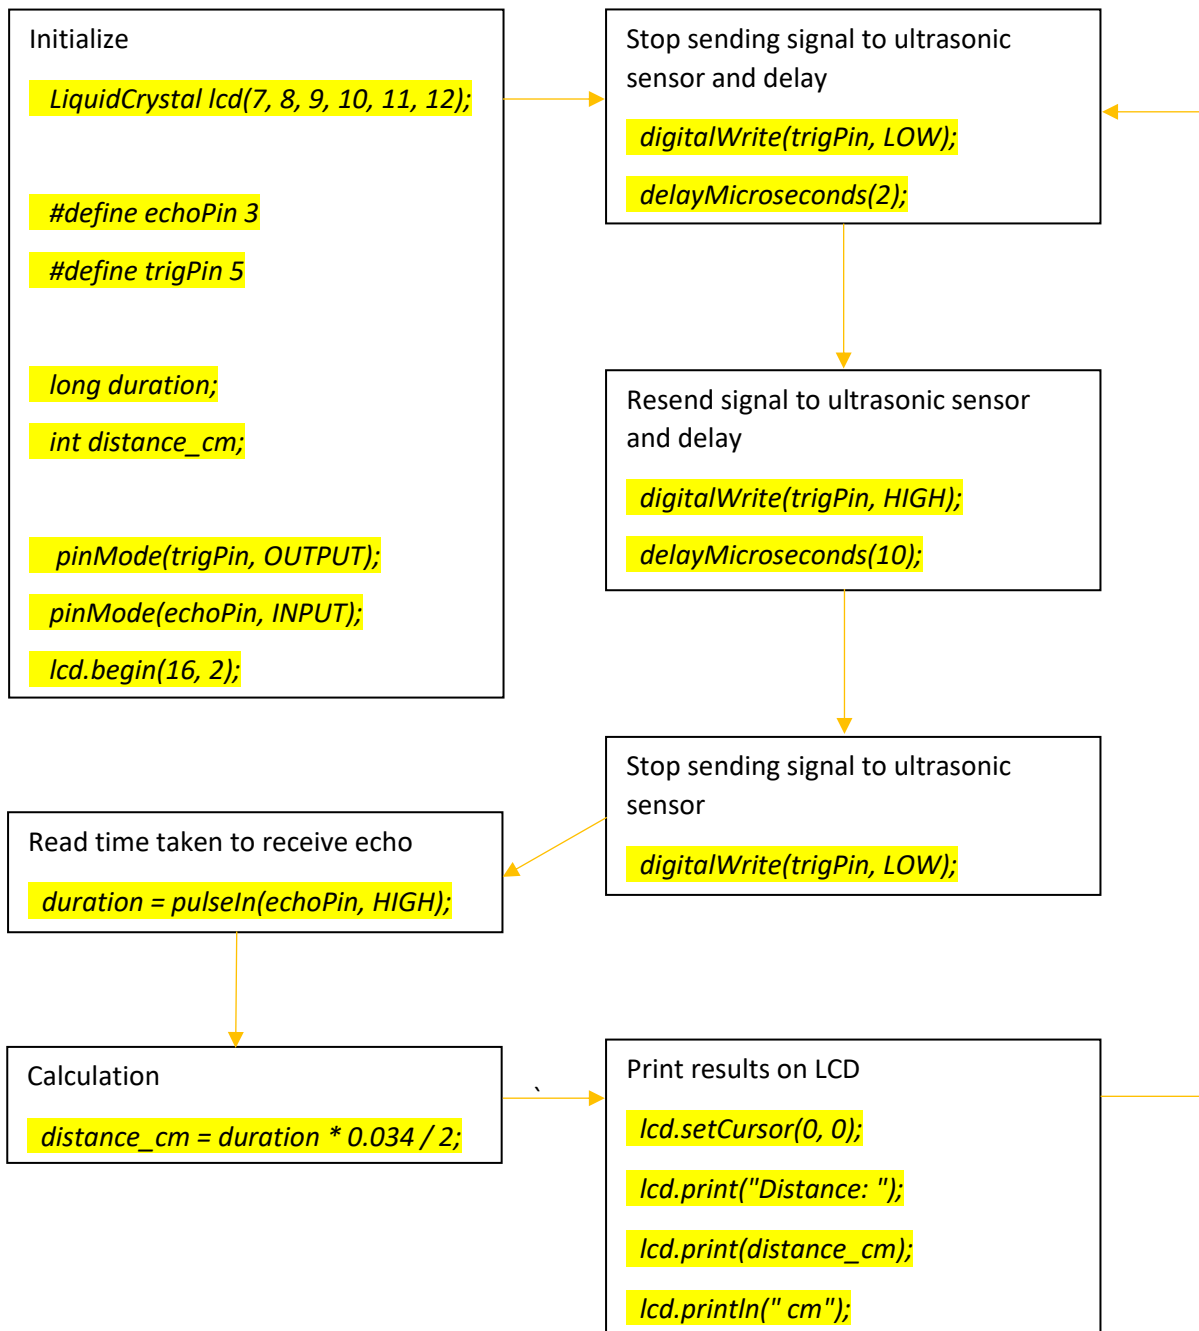 Initialize
LiquidCrystal lcd(7, 8, 9, 10, 11, 12);
#define echoPin 3
#define trigPin 5
long duration;
int distance_cm;
pinMode(trigPin, OUTPUT);
pinMode(echoPin, INPUT);
lcd.begin(16, 2);
Stop sending signal to ultrasonic
sensor and delay
digitalWrite(trigPin, LOW);
delayMicroseconds(2);
Resend signal to ultrasonic sensor
and delay
digitalWrite(trigPin, HIGH);
delayMicroseconds(10);
Stop sending signal to ultrasonic
sensor
digitalWrite(trigPin, LOW);
Read time taken to receive echo
duration = pulseIn(echoPin, HIGH);
Calculation
distance_cm = duration * 0.034 / 2;
`
Print results on LCD
lcd.setCursor(0, 0);
lcd.print("Distance: ");
lcd.print(distance_cm);
lcd.println(" cm");